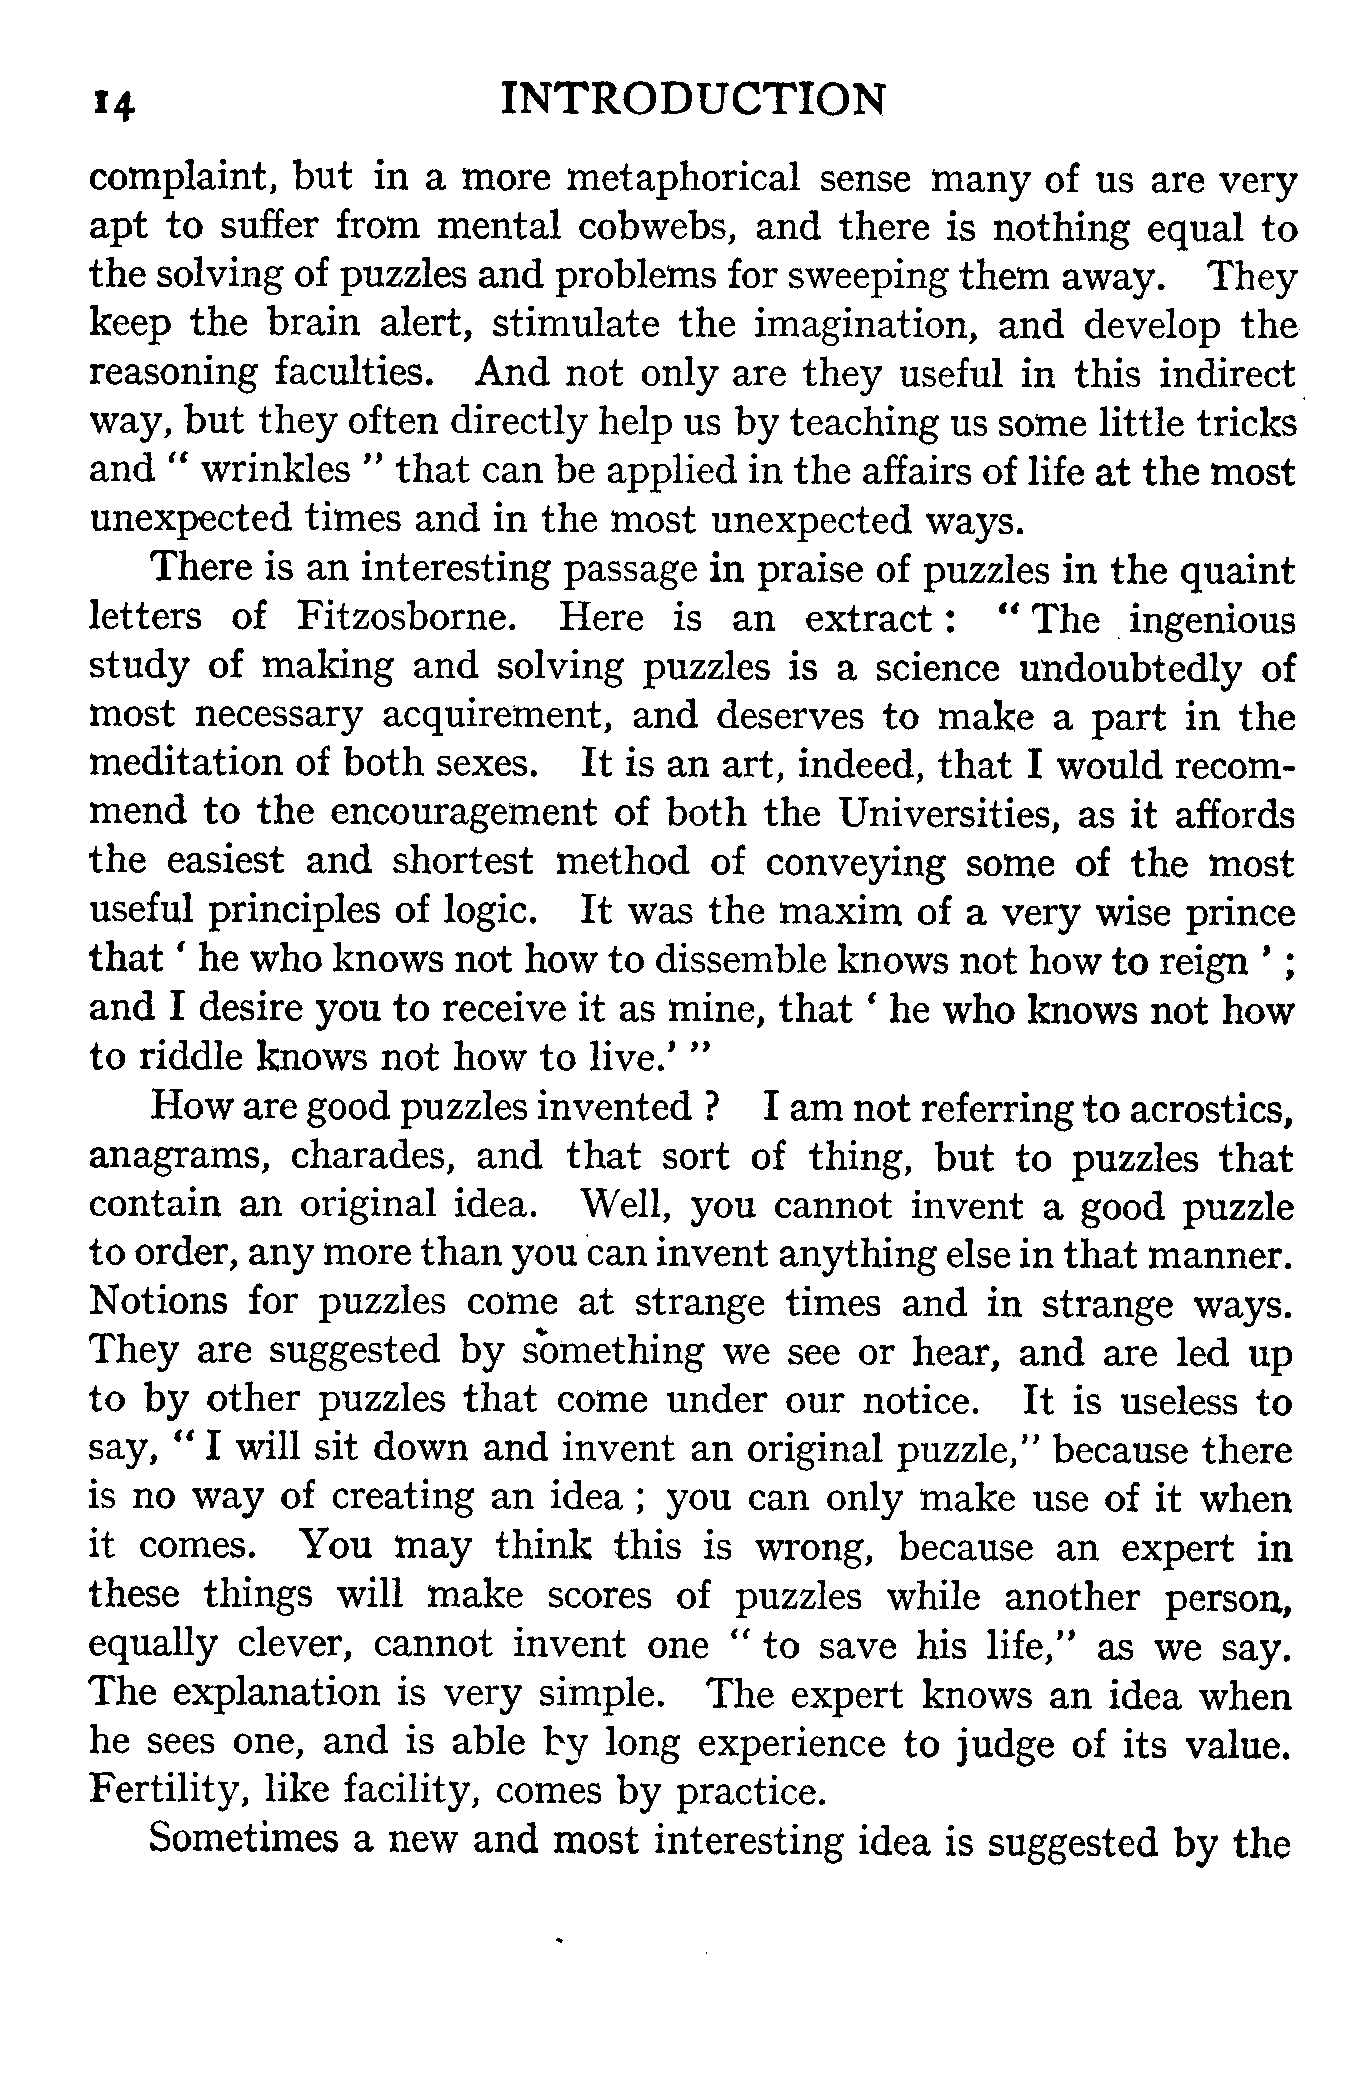 14 INTRODUCTION
complaint, but in a more metaphorical sense many of us are very
apt to suffer from mental cobwebs, and there is nothing equal to
the solving of puzzles and problems for sweeping them away. They
keep the brain alert, stimulate the imagination, and develop the
reasoning faculties. And not only are they useful in this indirect
way, but they often directly help us by teaching us some little tricks
and " wrinkles " that can be applied in the affairs of life at the most
unexpected times and in the most unexpected ways.
There is an interesting passage in praise of puzzles in the quaint
letters of Fitzosborne. Here is an extract : " The ingenious
study of making and solving puzzles is a science undoubtedly of
most necessary acquirement, and deserves to make a part in the
meditation of both sexes. It is an art, indeed, that I would recom-
mend to the encouragement of both the Universities, as it affords
the easiest and shortest method of conveying some of the most
useful principles of logic. It was the maxim of a very wise prince
that ' he who knows not how to dissemble knows not how to reign ' ;
and I desire you to receive it as mine, that ' he who knows not how
to riddle knows not how to live.' "
How are good puzzles invented ? I am not referring to acrostics,
anagrams, charades, and that sort of thing, but to puzzles that
contain an original idea. Well, you cannot invent a good puzzle
to order, any more than you can invent anything else in that manner.
Notions for puzzles come at strange times and in strange ways.
They are suggested by something we see or hear, and are led up
to by other puzzles that come under our notice. It is useless to
say, " I will sit down and invent an original puzzle," because there
is no way of creating an idea ; you can only make use of it when
it comes. You may think this is wrong, because an expert in
these things will make scores of puzzles while another person,
equally clever, cannot invent one " to save his life," as we say.
The explanation is very simple. The expert knows an idea when
he sees one, and is able by long experience to judge of its value.
Fertility, like facility, comes by practice.
Sometimes a new and most interesting idea is suggested by the